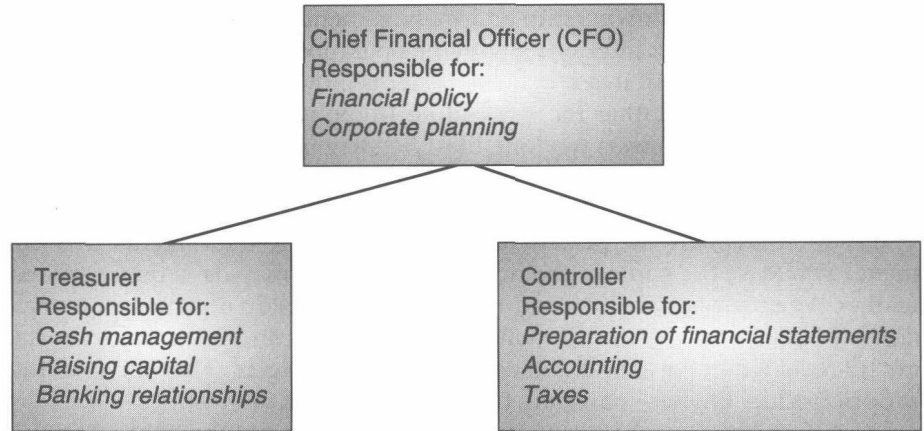 Chief Financial Officer (CFO)
Responsible for:
Financial policy
Corporate planning
Treasurer
Responsible for:
Cash management
Raising capital
Banking relationships
Controller
Responsible for:
Preparation of financial statements
Accounting
Taxes